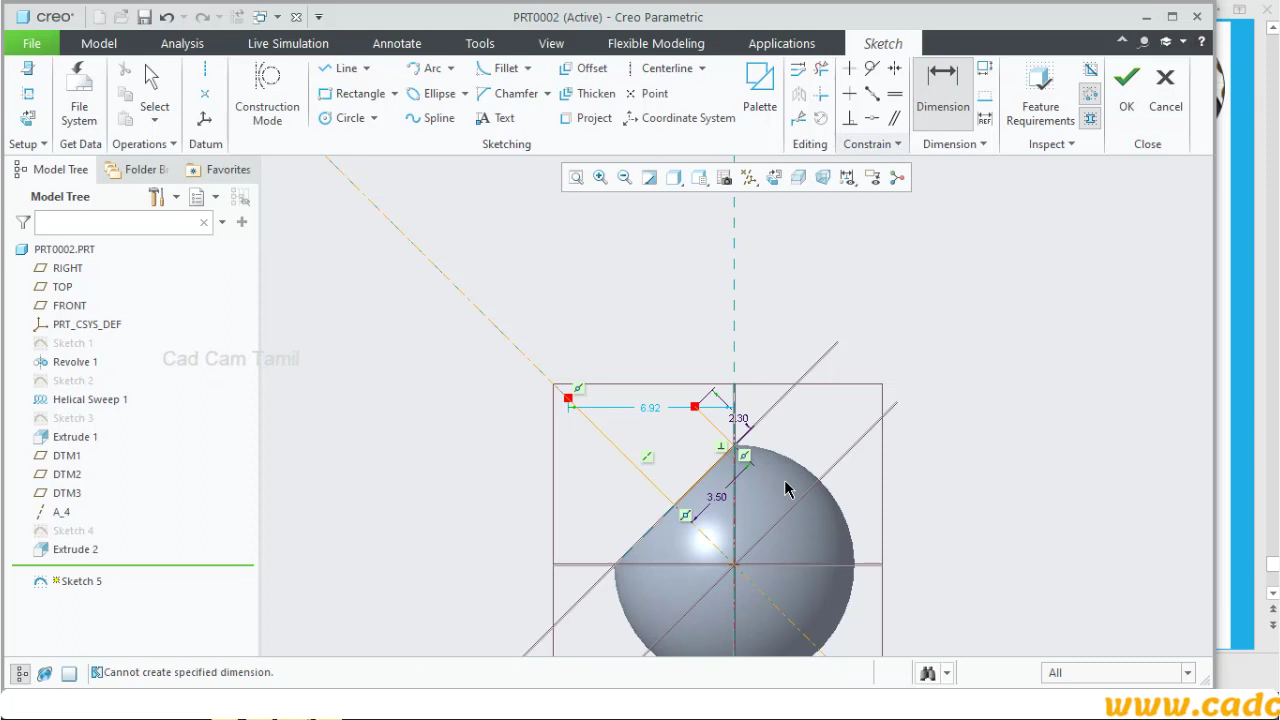 creo
PRT0002 (Active) - Creo Parametric
File
Model
Analysis
Live Simulation
Annotate
Tools
View
Flexible Modeling
Applications
Sketch
Line
Arc
Fillet
Offset
Centerline
Rectangle
Ellipse
Chamfer
Thicken
Point
Circle
Spline
Text
Project
Coordinate System
File System
Select
Construction Mode
Palette
Dimension
Feature Requirements
OK
Cancel
Setup
Get Data
Operations
Datum
Sketching
Editing
Constrain
Dimension
Inspect
Close
Model Tree
Folder B
Favorites
Model Tree
PRT0002.PRT
RIGHT
TOP
FRONT
PRT_CSYS_DEF
Sketch 1
Revolve 1
Sketch 2
Helical Sweep 1
Sketch 3
Extrude 1
DTM1
DTM2
DTM3
A_4
Sketch 4
Extrude 2
Sketch 5
Cad Cam Tamil
6.92
2.30
3.50
REF
Cannot create specified dimension.
All
www.cadc